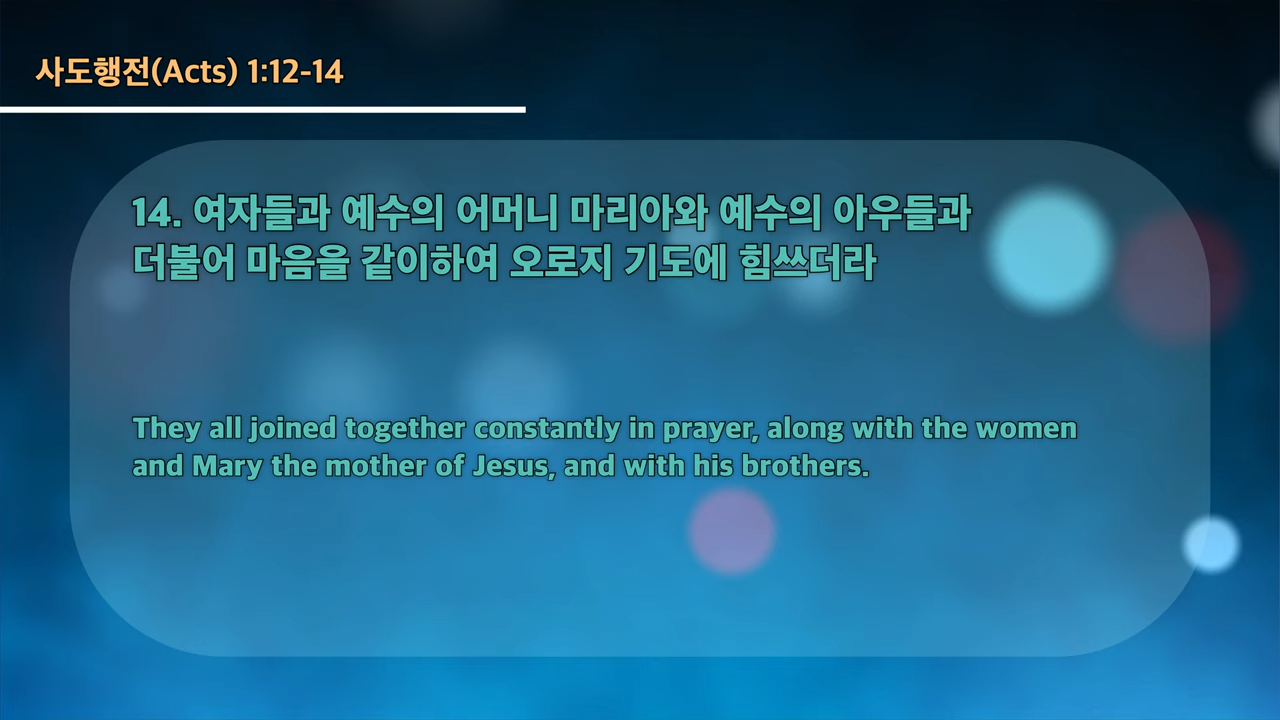 사도행전(Acts) 1:12-14
14. 여자들과 예수의 어머니 마리아와 예수의 아우들과
더불어 마음을 같이하여 오로지 기도에 힘쓰더라
They all joined together constantly in prayer, along with the women
and Mary the mother of Jesus, and with his brothers.